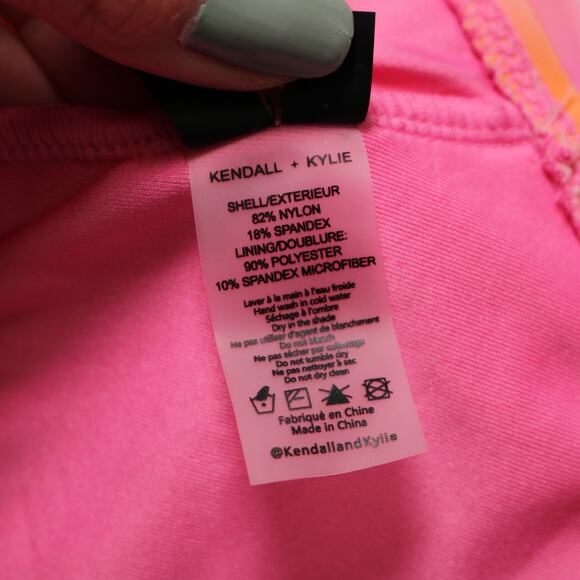 KENDALL + KYLIE
SHELL/EXTERIEUR
82% NYLON
18% SPANDEX
LINING/DOUBLURE:
90% POLYESTER
10% SPANDEX MICROFIBER
Laver à la main à l'eau froide
Hand wash in cold water
Séchage à l'ombre
Dry in the shade
Ne pas utiliser d'agent de blanchiment
Do not bleach
Ne pas sécher par culbutage
Do not tumble dry
Ne pas nettoyer à sec
Do not dry clean
Fabriqué en Chine
Made in China
@KendallandKylie